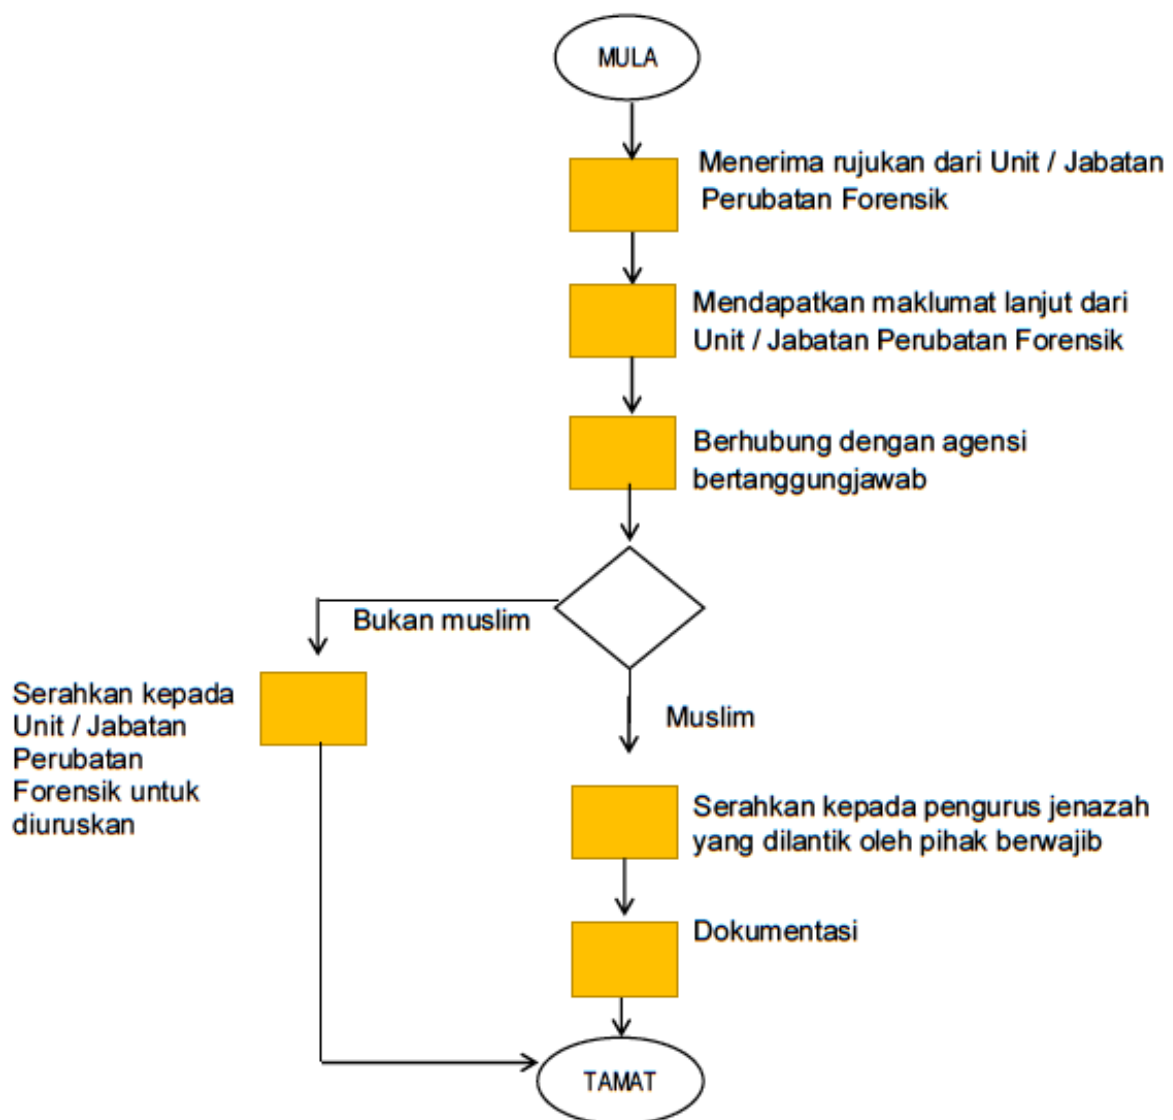 MULA
Menerima rujukan dari Unit / Jabatan
Perubatan Forensik
Mendapatkan maklumat lanjut dari
Unit / Jabatan Perubatan Forensik
Berhubung dengan agensi
bertanggungjawab
Bukan muslim
Serahkan kepada
Unit / Jabatan
Perubatan
Forensik untuk
diuruskan
Muslim
Serahkan kepada pengurus jenazah
yang dilantik oleh pihak berwajib
Dokumentasi
TAMAT